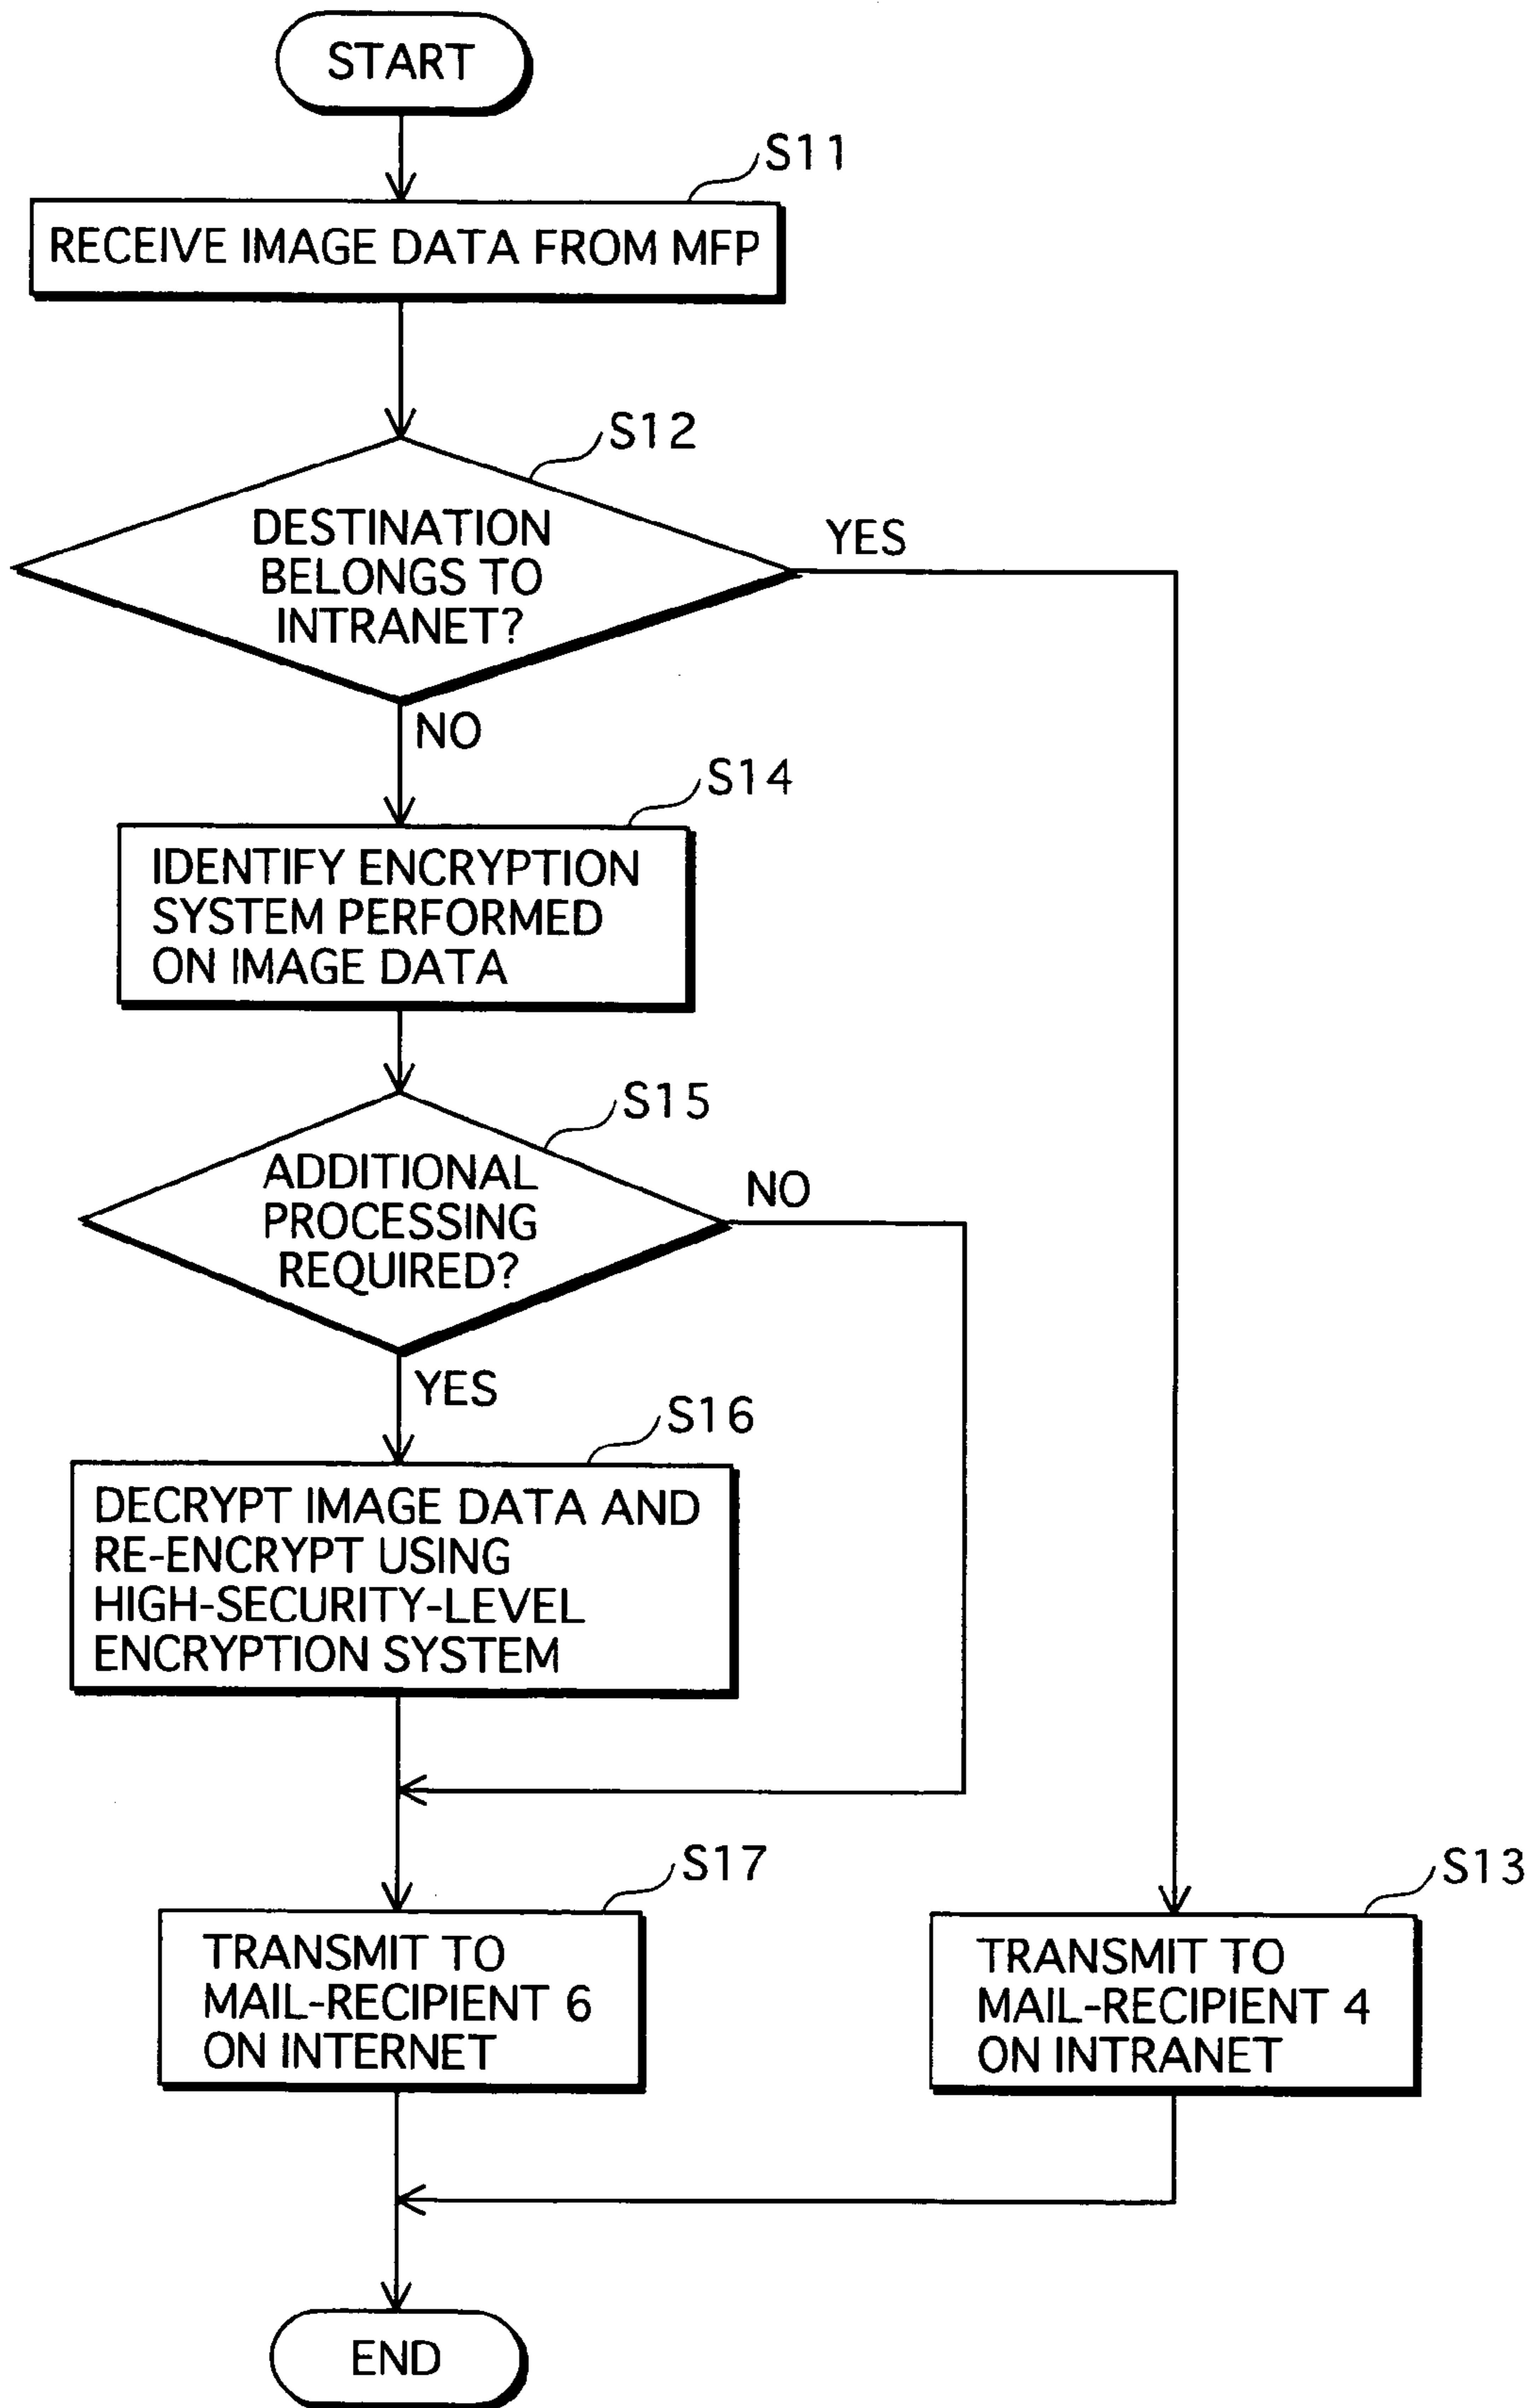 START
S11
RECEIVE IMAGE DATA FROM MFP
S12
DESTINATION
BELONGS TO
INTRANET?
YES
NO
S14
IDENTIFY ENCRYPTION
SYSTEM PERFORMED
ON IMAGE DATA
S15
ADDITIONAL
PROCESSING
REQUIRED?
NO
YES
S16
DECRYPT IMAGE DATA AND
RE-ENCRYPT USING
HIGH-SECURITY-LEVEL
ENCRYPTION SYSTEM
S17
TRANSMIT TO
MAIL-RECIPIENT 6
ON INTERNET
S13
TRANSMIT TO
MAIL-RECIPIENT 4
ON INTRANET
END